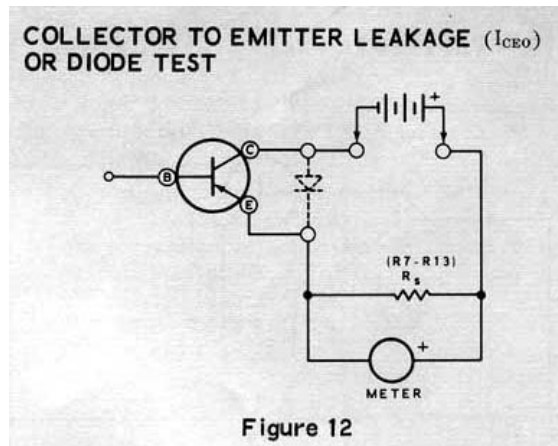 COLLECTOR TO EMITTER LEAKAGE (ICEO)
OR DIODE TEST
+
C
B
E
(R7-R13)
Rs
+
METER
Figure 12